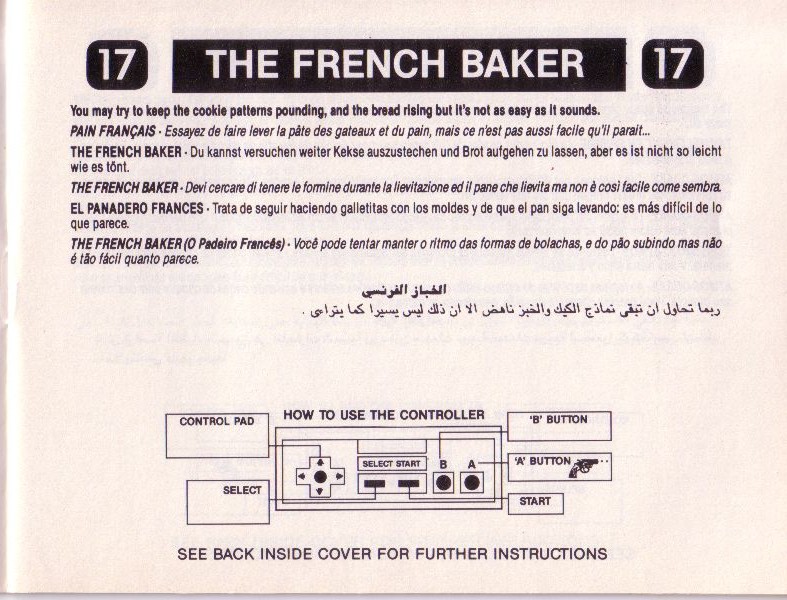 17 THE FRENCH BAKER 17
You may try to keep the cookie patterns pounding, and the bread rising but it's not as easy as it sounds.
PAIN FRANÇAIS - Essayez de faire lever la pâte des gateaux et du pain, mais ce n'est pas aussi facile qu'il parait...
THE FRENCH BAKER - Du kannst versuchen weiter Kekse auszustechen und Brot aufgehen zu lassen, aber es ist nicht so leicht
wie es tönt.
THE FRENCH BAKER - Devi cercare di tenere le formine durante la lievitazione ed il pane che lievita ma non è così facile come sembra.
EL PANADERO FRANCES - Trata de seguir haciendo galletitas con los moldes y de que el pan siga levando: es más difícil de lo
que parece.
THE FRENCH BAKER (O Padeiro Francês) - Você pode tentar manter o ritmo das formas de bolachas, e do pão subindo mas não
é tão fácil quanto parece.
الخباز الفرنسي
ربما تحاول ان تبقى نماذج الكيك والخبز ناهض الا ان ذلك ليس يسيرا كما يتراءى .
HOW TO USE THE CONTROLLER
CONTROL PAD
'B' BUTTON
SELECT START B A
'A' BUTTON
SELECT
START
SEE BACK INSIDE COVER FOR FURTHER INSTRUCTIONS